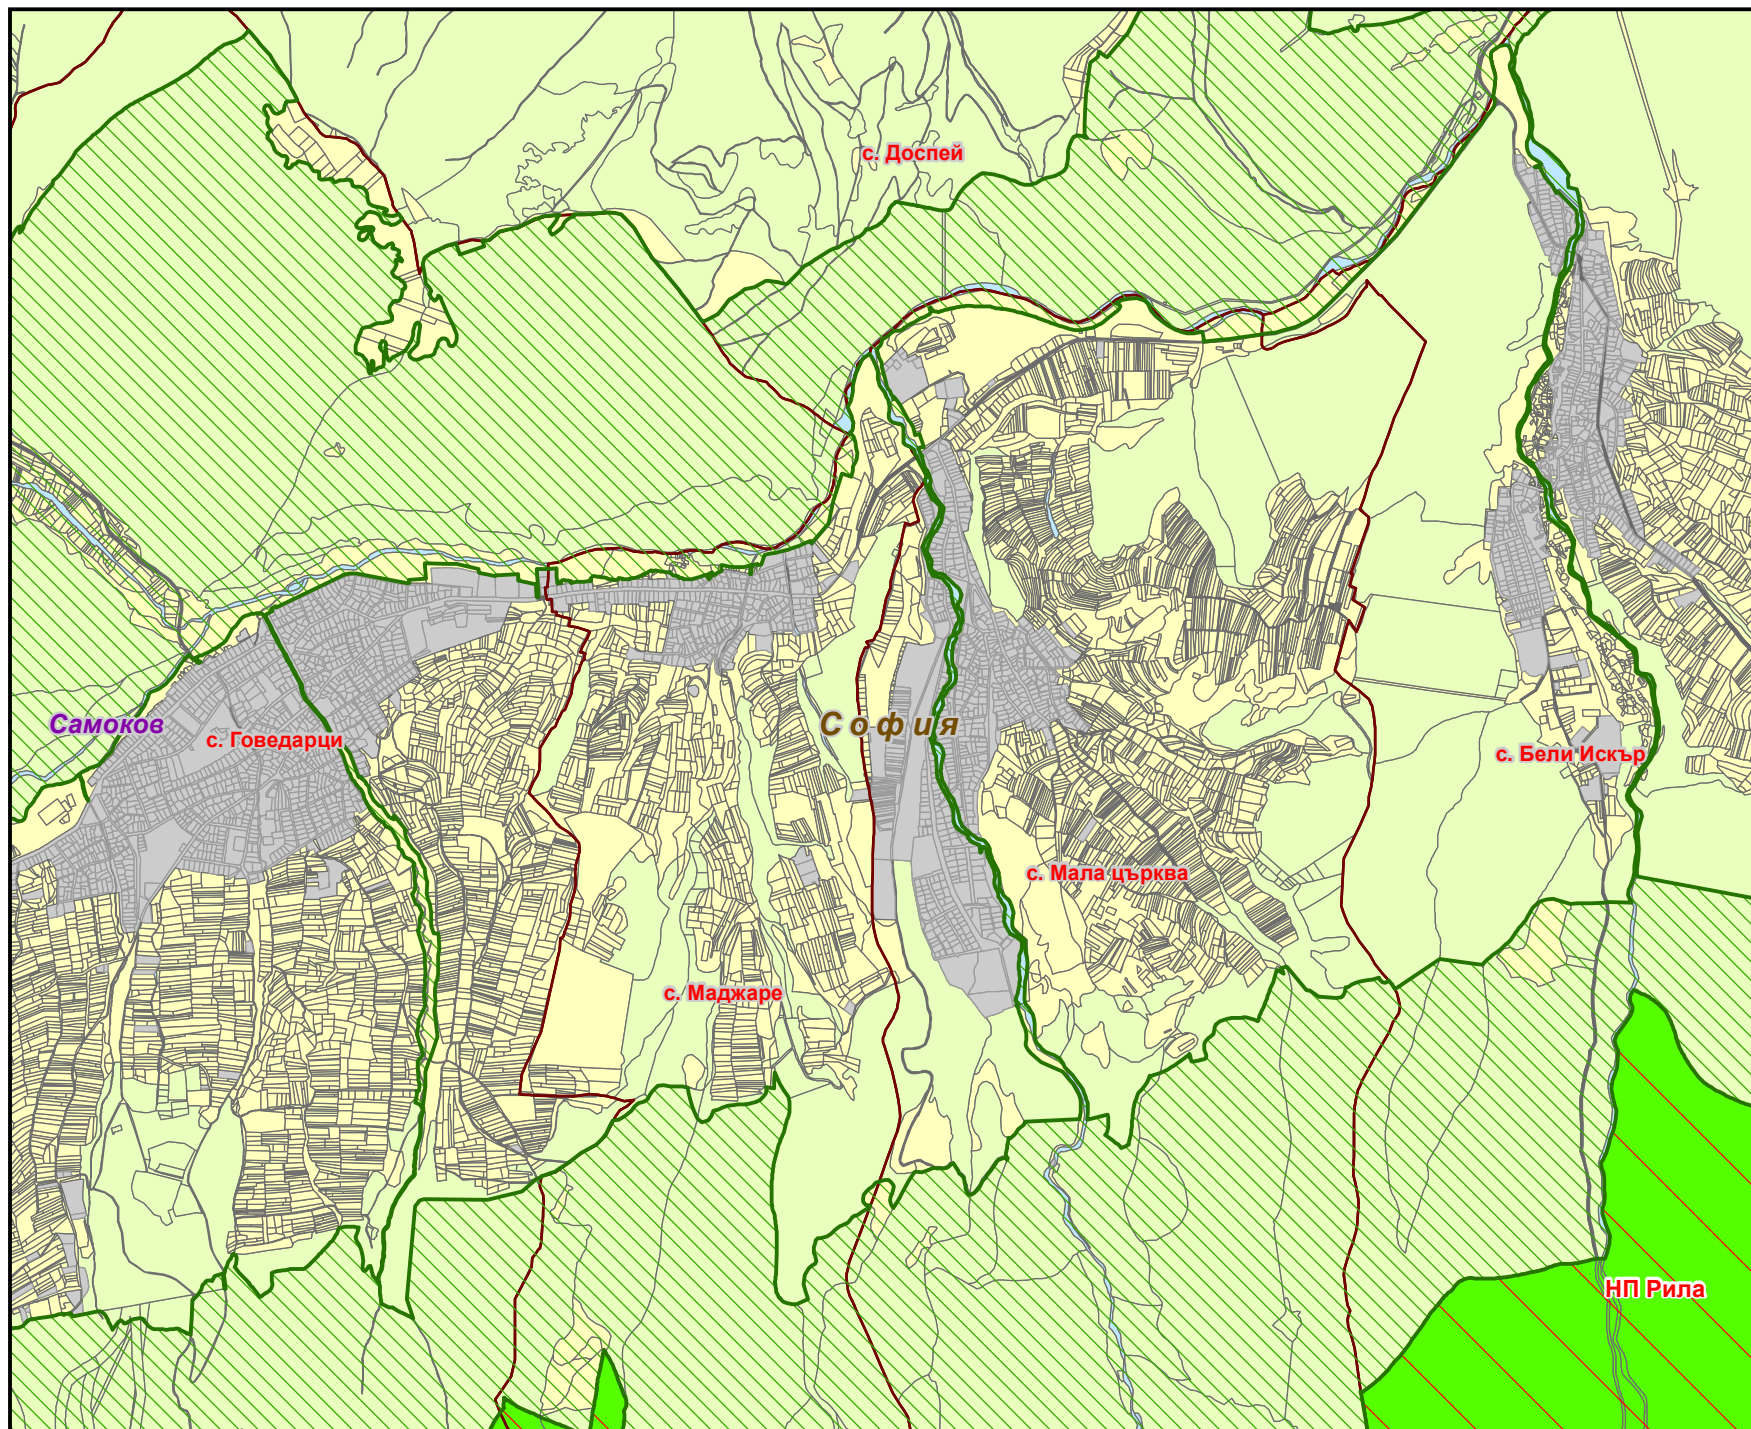 с. Доспей
Самоков
с. Говедарци
София
с. Бели Искър
с. Мала църква
с. Маджаре
НП Рила